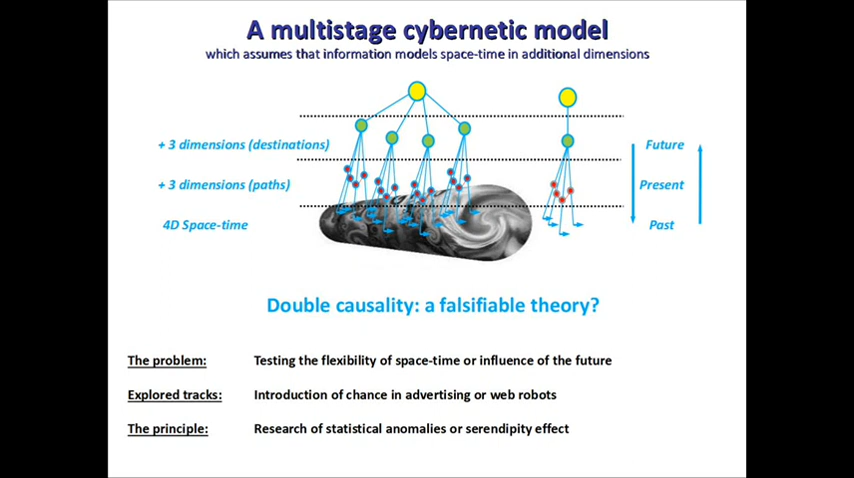 A multistage cybernetic model
which assumes that information models space-time in additional dimensions
+ 3 dimensions (destinations)
Future
+ 3 dimensions (paths)
Present
4D Space-time
Past
Double causality: a falsifiable theory?
The problem: Testing the flexibility of space-time or influence of the future
Explored tracks: Introduction of chance in advertising or web robots
The principle: Research of statistical anomalies or serendipity effect